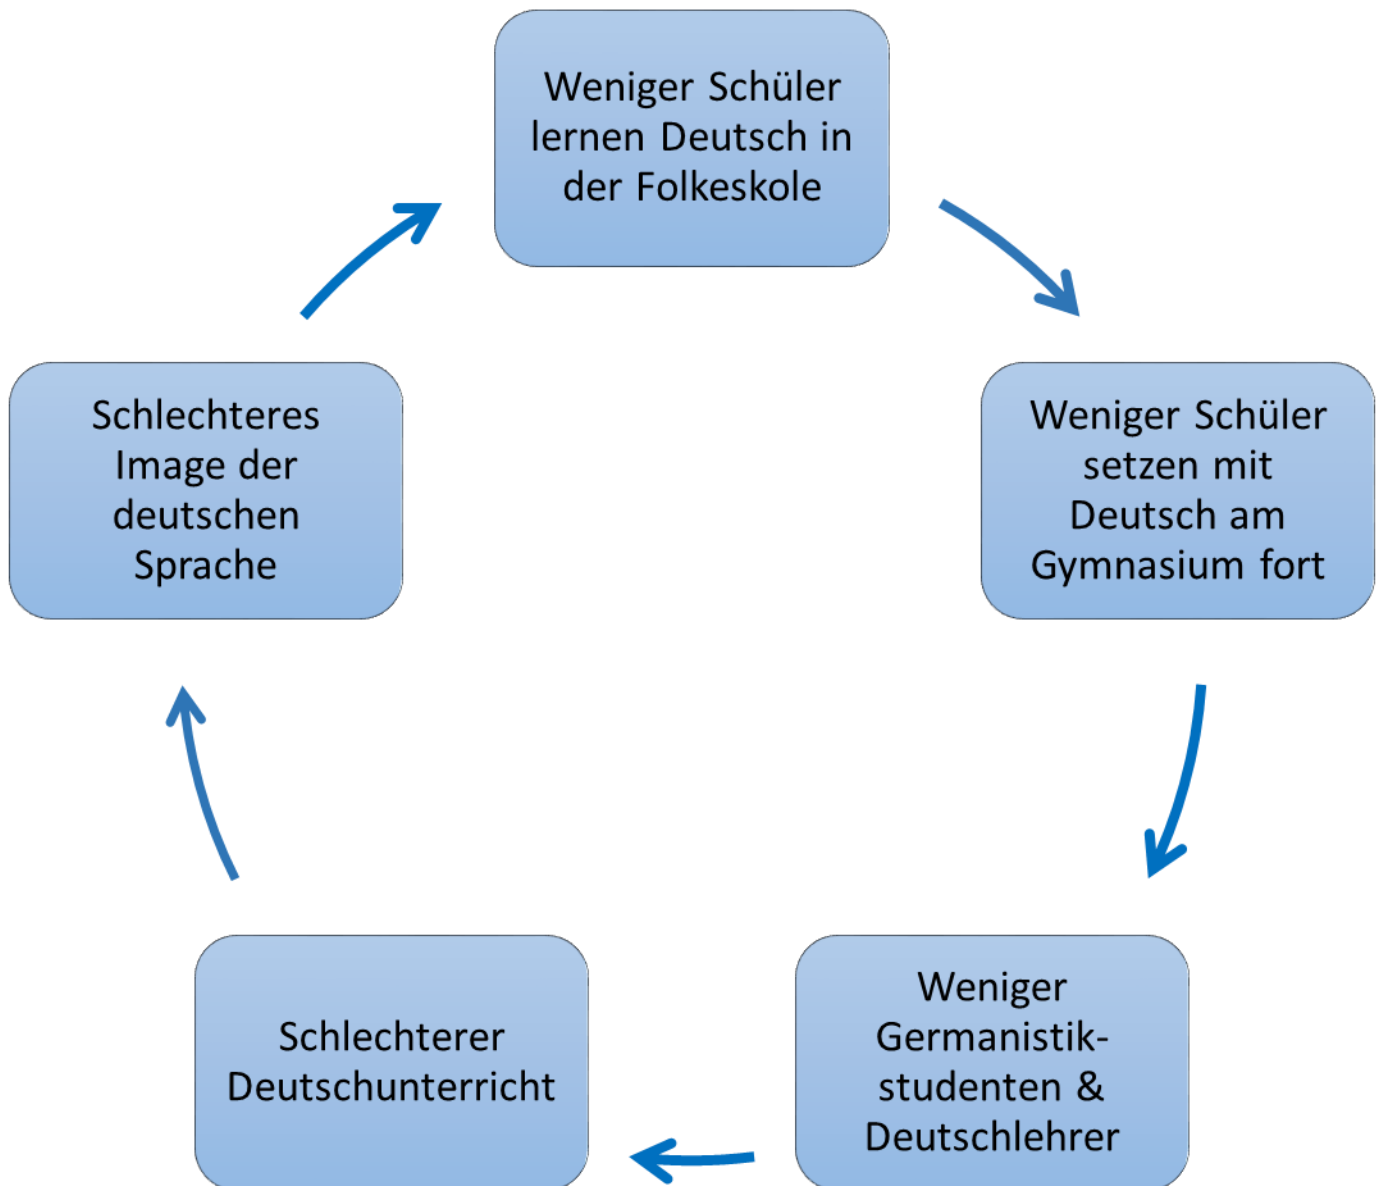 Weniger Schüler
lernen Deutsch in
der Folkeskole
Weniger Schüler
setzen mit
Deutsch am
Gymnasium fort
Weniger
Germanistik-
studenten &
Deutschlehrer
Schlechterer
Deutschunterricht
Schlechteres
Image der
deutschen
Sprache